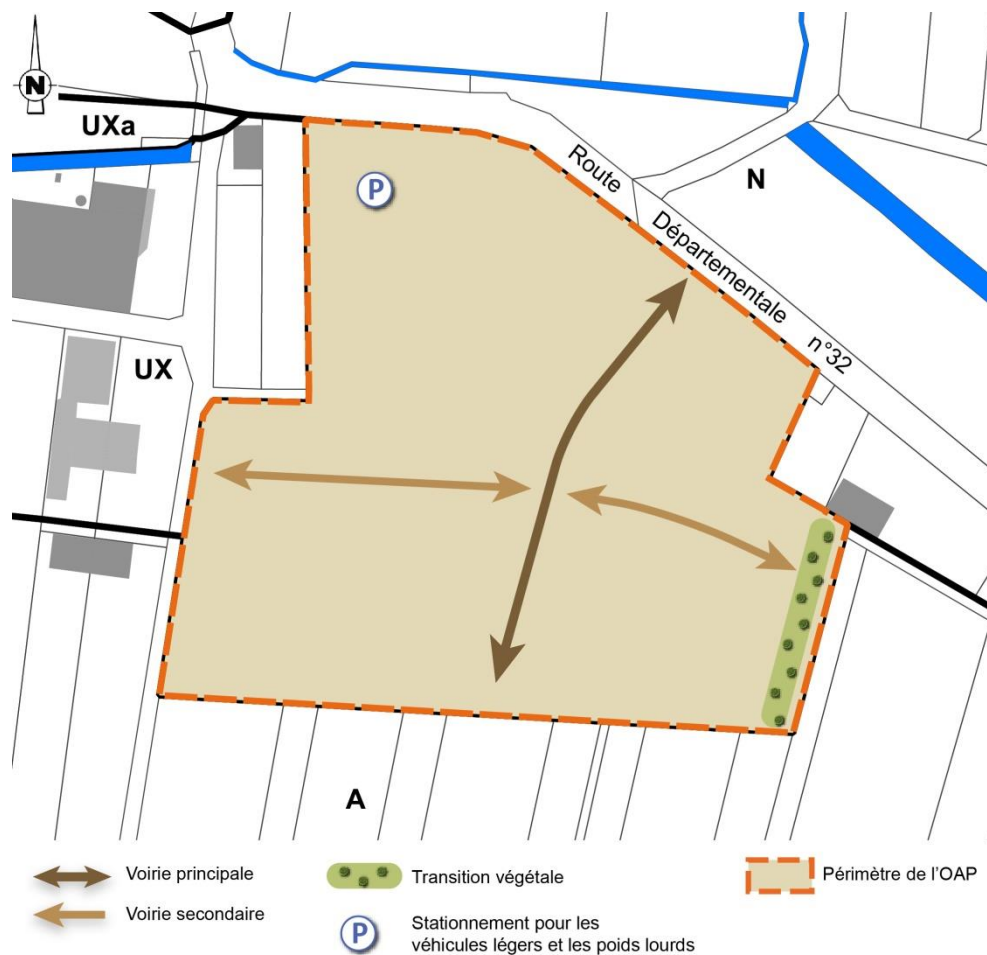 N
UXa
P
Route
Départementale
n°32
N
UX
A
Voirie principale
Voirie secondaire
Transition végétale
P
Stationnement pour les
véhicules légers et les poids lourds
Périmètre de l'OAP